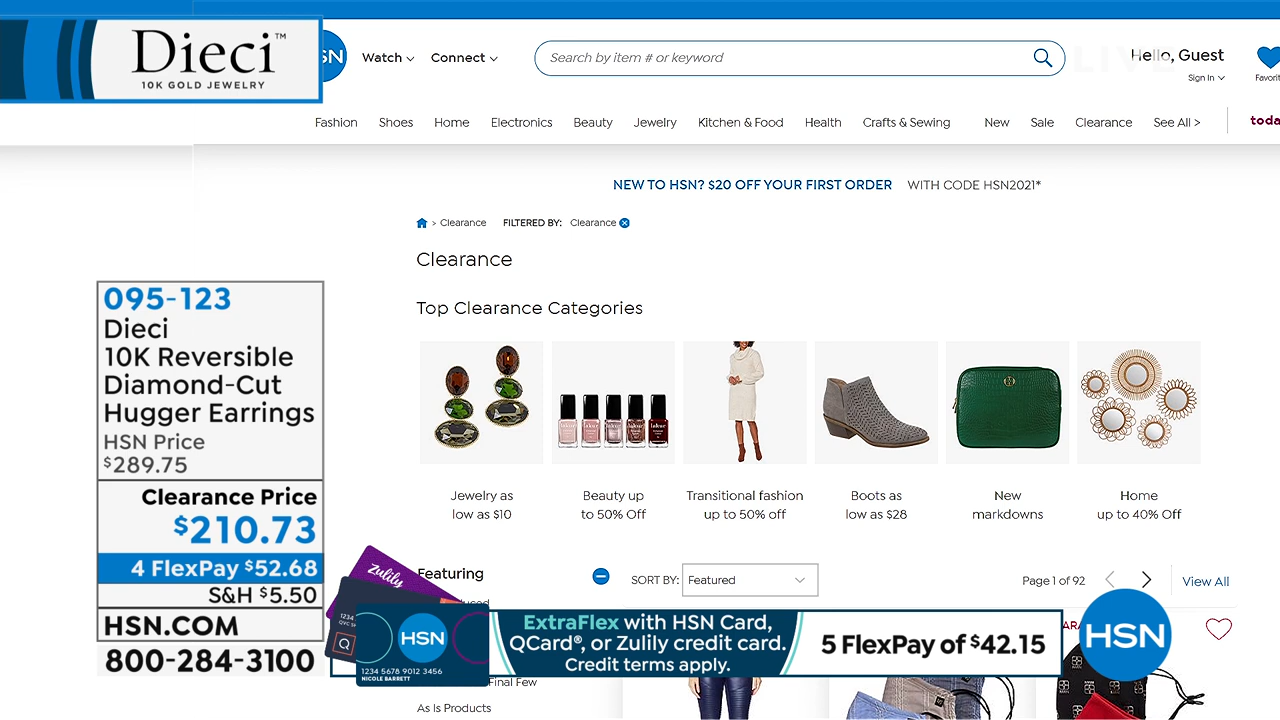 Dieci™
10K GOLD JEWELRY
HSN
Watch
Connect
Search by item # or keyword
LIVE
Hello, Guest
Sign In
Fashion
Shoes
Home
Electronics
Beauty
Jewelry
Kitchen & Food
Health
Crafts & Sewing
New
Sale
Clearance
See All >
NEW TO HSN? $20 OFF YOUR FIRST ORDER WITH CODE HSN2021*
> Clearance FILTERED BY: Clearance
Clearance
Top Clearance Categories
Jewelry as
low as $10
Beauty up
to 50% Off
Transitional fashion
up to 50% off
Boots as
low as $28
New
markdowns
Home
up to 40% Off
095-123
Dieci
10K Reversible
Diamond-Cut
Hugger Earrings
HSN Price
$289.75
Clearance Price
$210.73
4 FlexPay $52.68
S&H $5.50
HSN.COM
800-284-3100
Featuring
SORT BY: Featured
Page 1 of 92
View All
Zulily
1234
Q
HSN
1234 5678 9012 3456
NICOLE BARRETT
ExtraFlex with HSN Card,
QCard®, or Zulily credit card.
Credit terms apply.
5 FlexPay of $42.15
HSN
Final Few
As Is Products